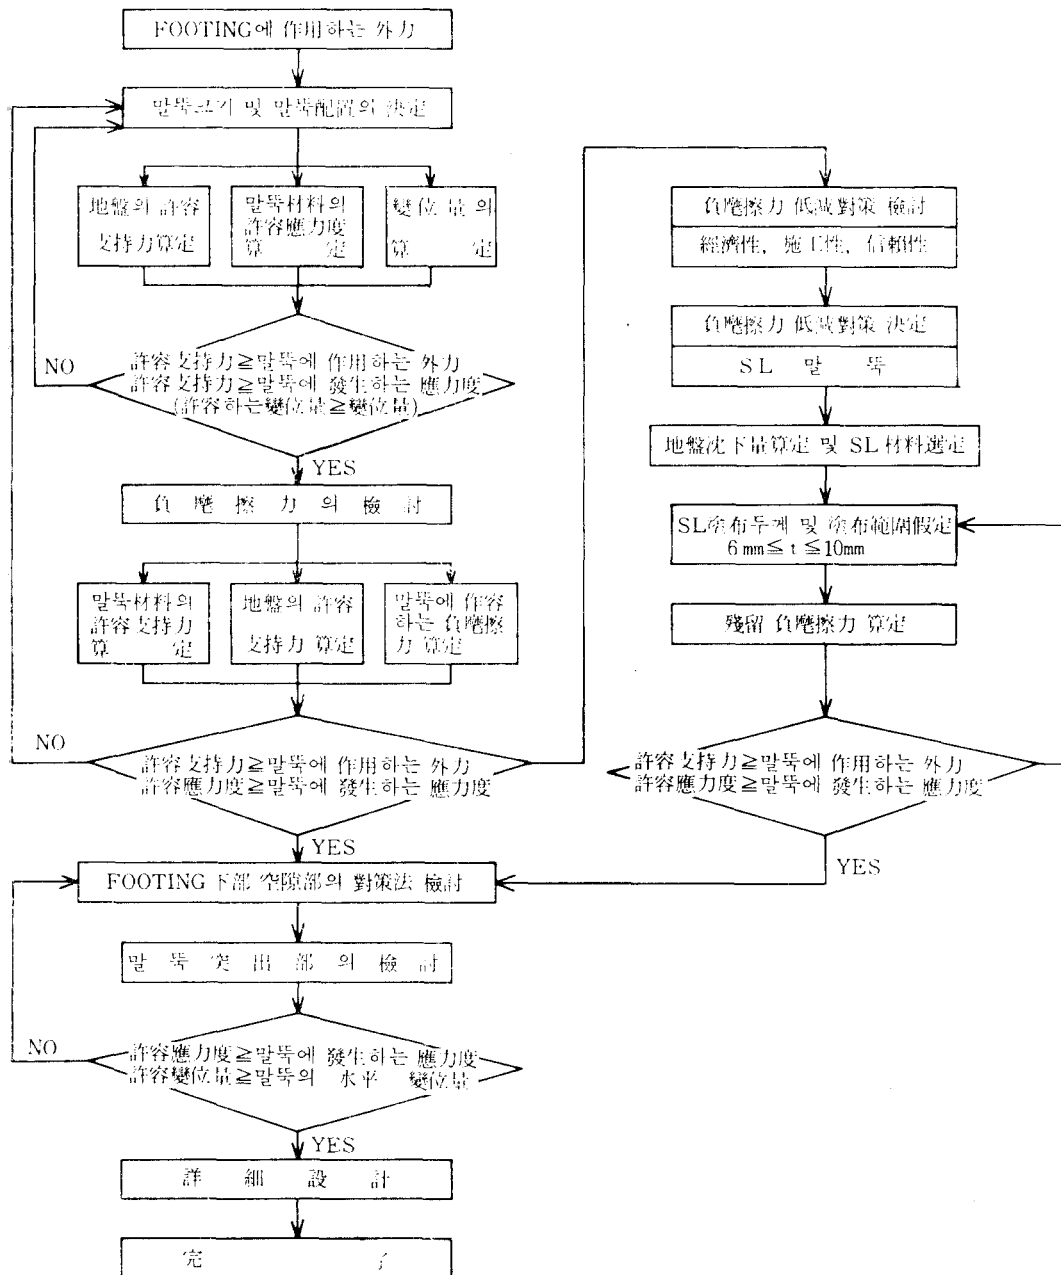 FOOTING에 作用하는 外力
말뚝크기 및 말뚝配置의 決定
地盤의 許容
支持力算定
말뚝材料의
許容應力度
算 定
變位量의
算 定
NO
許容支持力≧말뚝에 作用하는 外力
許容支持力≧말뚝에 發生하는 應力度
(許容하는變位量≧變位量)
YES
負 摩 擦 力 의 檢 討
말뚝材料의
許容支持力
算 定
地盤의 許容
支持力 算定
말뚝에 作容
하는 負摩擦
力 算定
NO
許容支持力≧말뚝에 作用하는 外力
許容應力度≧말뚝에 發生하는 應力度
YES
FOOTING 下部 空隙部의 對策法 檢討
말 뚝 突 出 部 의 檢 討
NO
許容應力度≧말뚝에 發生하는 應力度
許容變位量≧말뚝의 水平 變位量
YES
詳 細 設 計
完 了
負摩擦力 低減對策 檢討
經濟性, 施工性, 信賴性
負摩擦力 低減對策 決定
SL 말 뚝
地盤沈下量算定 및 SL材料選定
SL塗布두께 및 塗布範圍假定
6㎜≦t≦10㎜
殘留 負摩擦力 算定
許容支持力≧말뚝에 作用하는 外力
許容應力度≧말뚝에 發生하는 應力度
YES